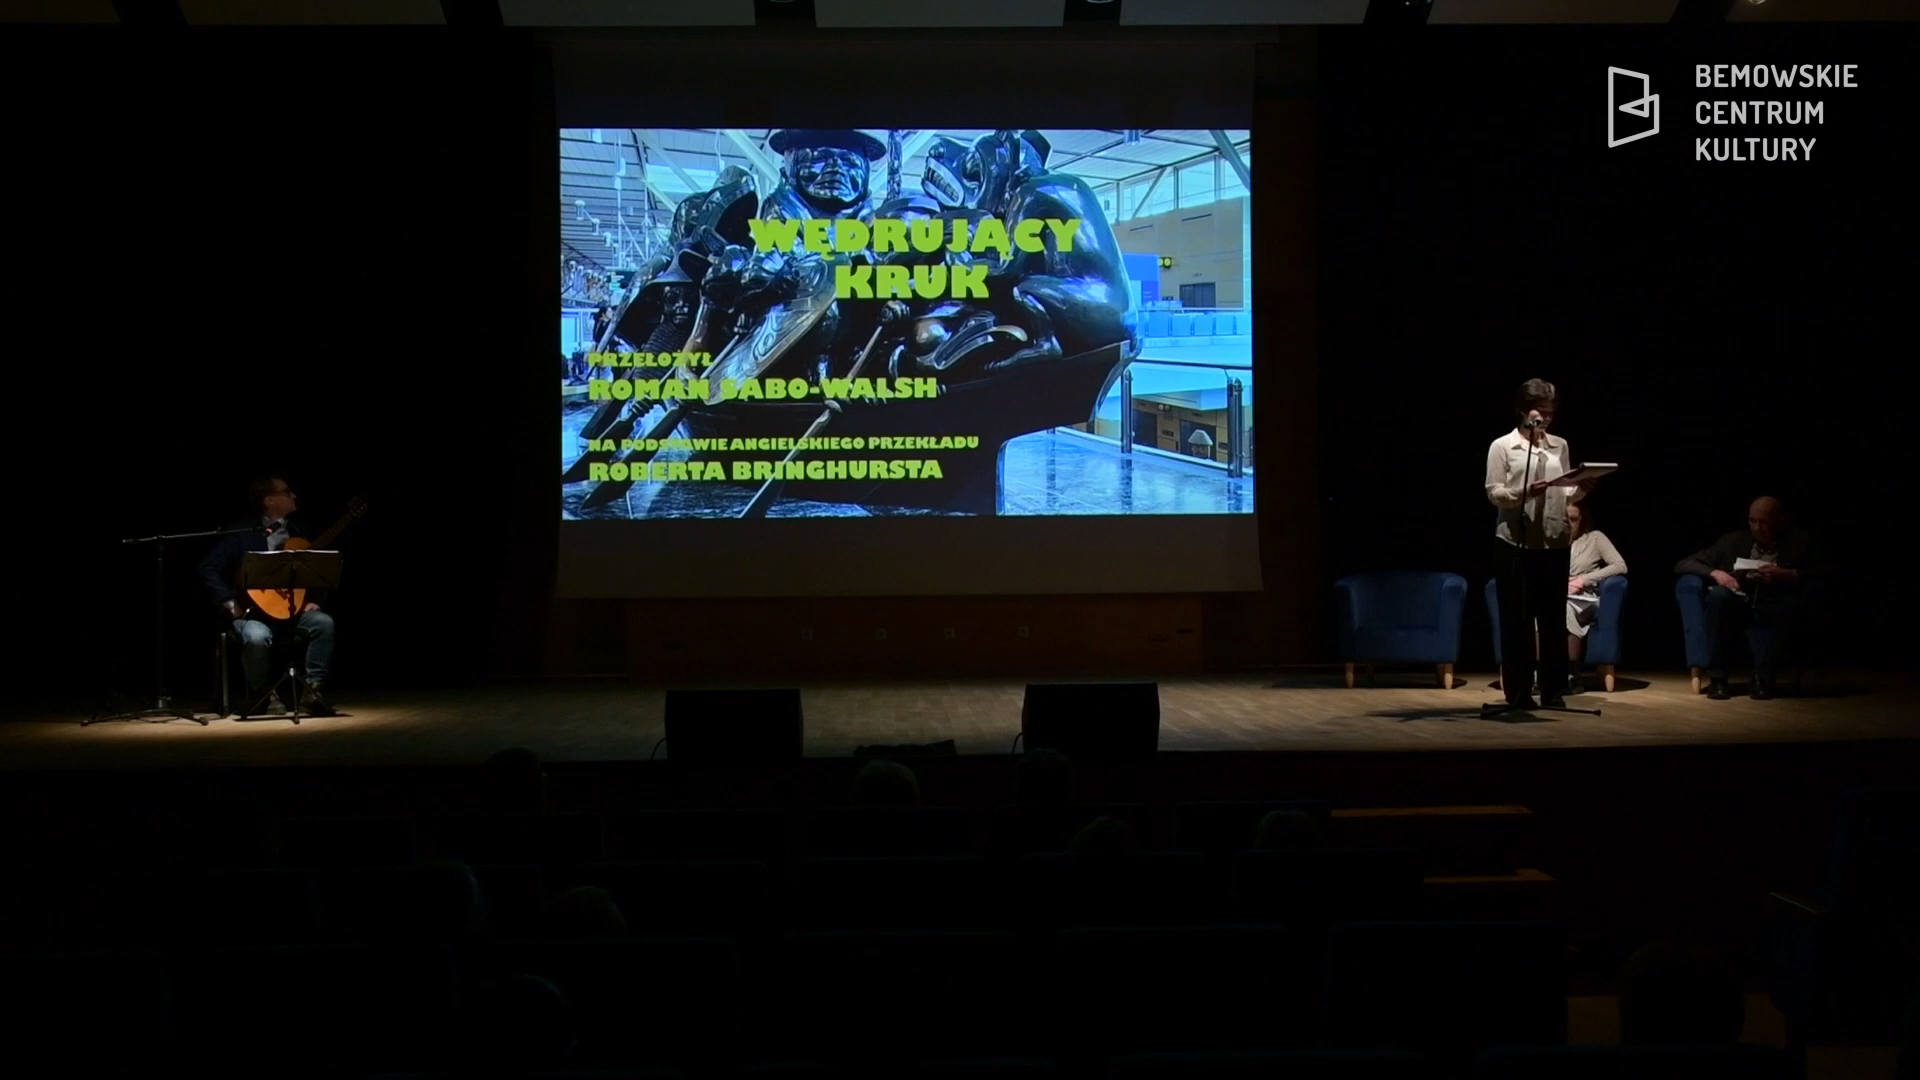 BEMOWSKIE
CENTRUM
KULTURY
WĘDRUJĄCY
KRUK
PRZEŁOŻYŁ
ROMAN SABO-WALSH
NA PODSTAWIE ANGIELSKIEGO PRZEKŁADU
ROBERTA BRINGHURSTA